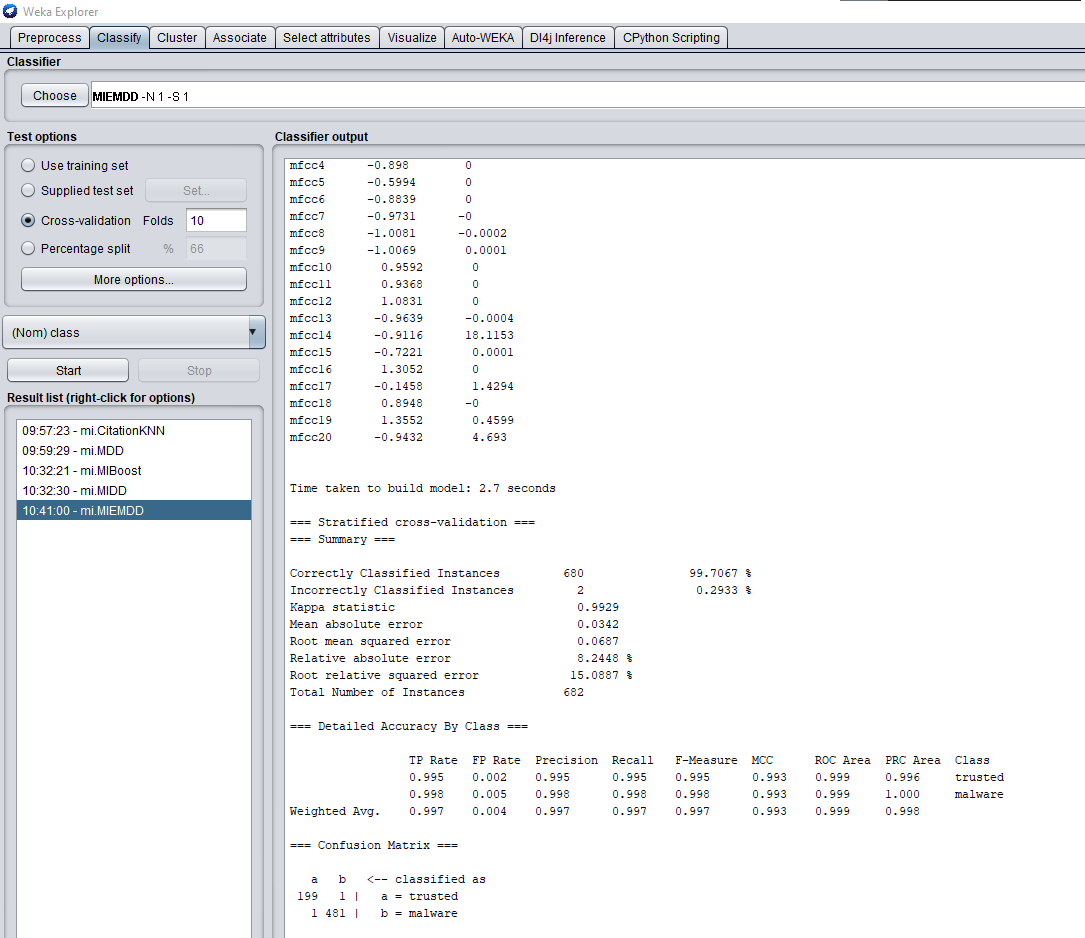 Weka Explorer
Preprocess Classify Cluster Associate Select attributes Visualize Auto-WEKA Dl4j Inference CPython Scripting
Classifier
Choose MIEMDD -N 1 -S 1
Test options
Use training set
Supplied test set Set...
Cross-validation Folds 10
Percentage split % 66
More options...
(Nom) class
Start Stop
Result list (right-click for options)
09:57:23 - mi.CitationKNN
09:59:29 - mi.MDD
10:32:21 - mi.MIBoost
10:32:30 - mi.MIDD
10:41:00 - mi.MIEMDD
Classifier output
mfcc4 -0.898 0
mfcc5 -0.5994 0
mfcc6 -0.8839 0
mfcc7 -0.9731 -0
mfcc8 -1.0081 -0.0002
mfcc9 -1.0069 0.0001
mfcc10 0.9592 0
mfcc11 0.9368 0
mfcc12 1.0831 0
mfcc13 -0.9639 -0.0004
mfcc14 -0.9116 18.1153
mfcc15 -0.7221 0.0001
mfcc16 1.3052 0
mfcc17 -0.1458 1.4294
mfcc18 0.8948 -0
mfcc19 1.3552 0.4599
mfcc20 -0.9432 4.693
Time taken to build model: 2.7 seconds
=== Stratified cross-validation ===
=== Summary ===
Correctly Classified Instances 680 99.7067 %
Incorrectly Classified Instances 2 0.2933 %
Kappa statistic 0.9929
Mean absolute error 0.0342
Root mean squared error 0.0687
Relative absolute error 8.2448 %
Root relative squared error 15.0887 %
Total Number of Instances 682
=== Detailed Accuracy By Class ===
TP Rate FP Rate Precision Recall F-Measure MCC ROC Area PRC Area Class
0.995 0.002 0.995 0.995 0.995 0.993 0.999 0.996 trusted
0.998 0.005 0.998 0.998 0.998 0.993 0.999 1.000 malware
Weighted Avg. 0.997 0.004 0.997 0.997 0.997 0.993 0.999 0.998
=== Confusion Matrix ===
a b <-- classified as
199 1 | a = trusted
1 481 | b = malware